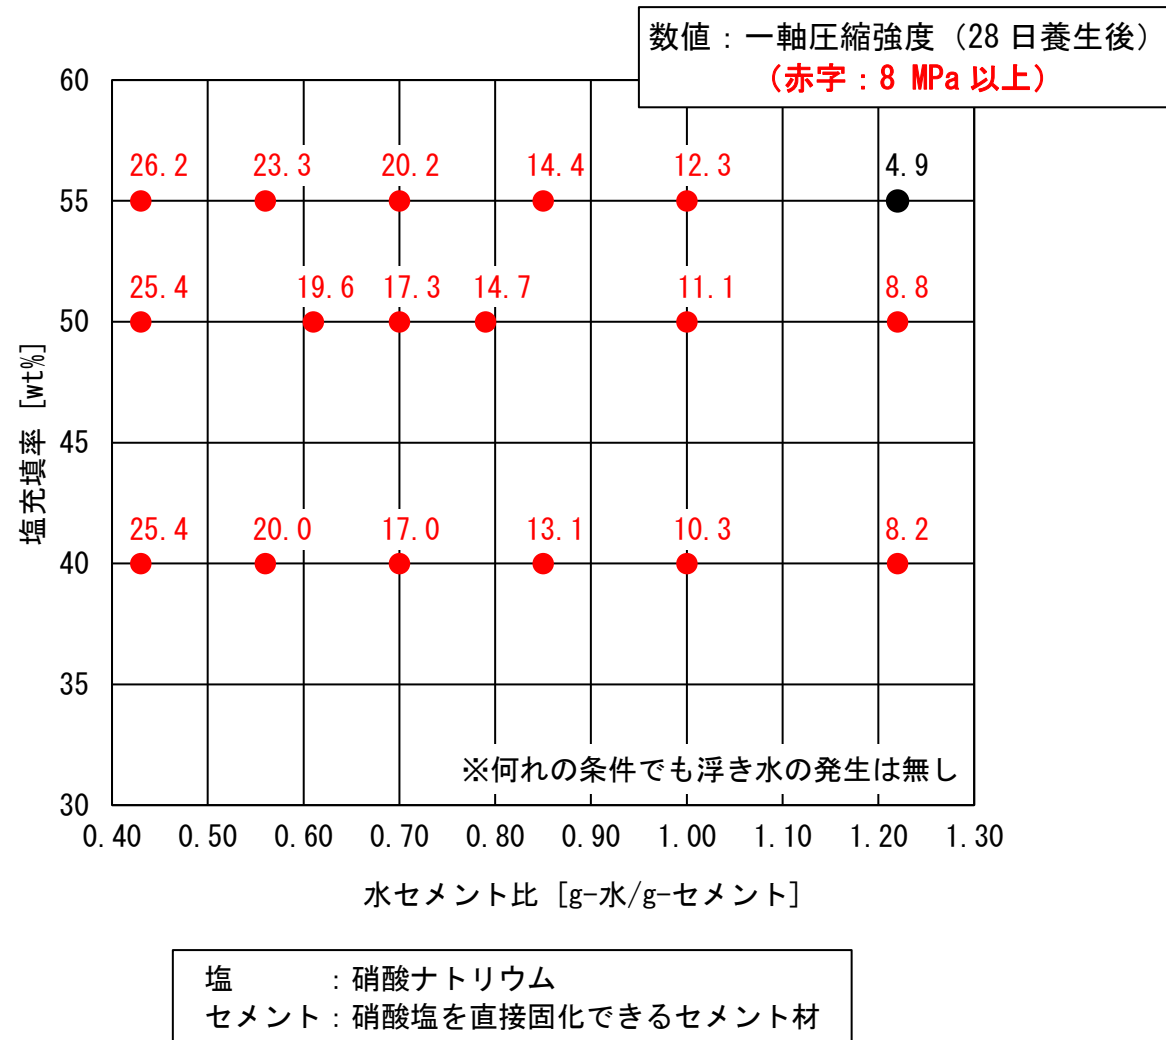 数値：一軸圧縮強度（28 日養生後）
（赤字：8 MPa 以上）
60
26.2 23.3 20.2 14.4 12.3 4.9
55
25.4 19.6 17.3 14.7 11.1 8.8
50
塩充填率 [wt%]
45
25.4 20.0 17.0 13.1 10.3 8.2
40
35
※何れの条件でも浮き水の発生は無し
30
0.40 0.50 0.60 0.70 0.80 0.90 1.00 1.10 1.20 1.30
水セメント比 [g-水/g-セメント]
塩　　　：硝酸ナトリウム
セメント：硝酸塩を直接固化できるセメント材